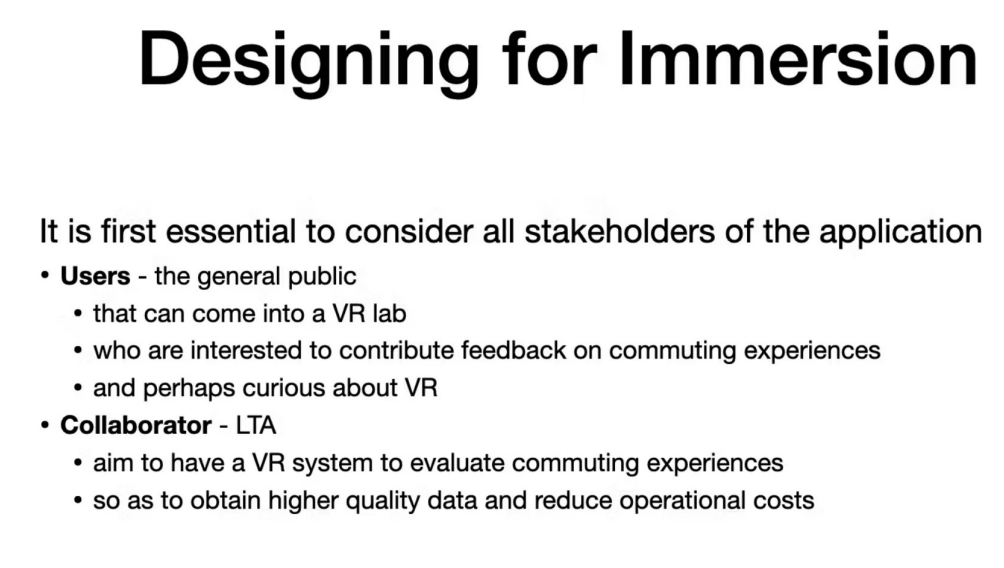 Designing for Immersion
It is first essential to consider all stakeholders of the application
• Users - the general public
• that can come into a VR lab
• who are interested to contribute feedback on commuting experiences
• and perhaps curious about VR
• Collaborator - LTA
• aim to have a VR system to evaluate commuting experiences
• so as to obtain higher quality data and reduce operational costs